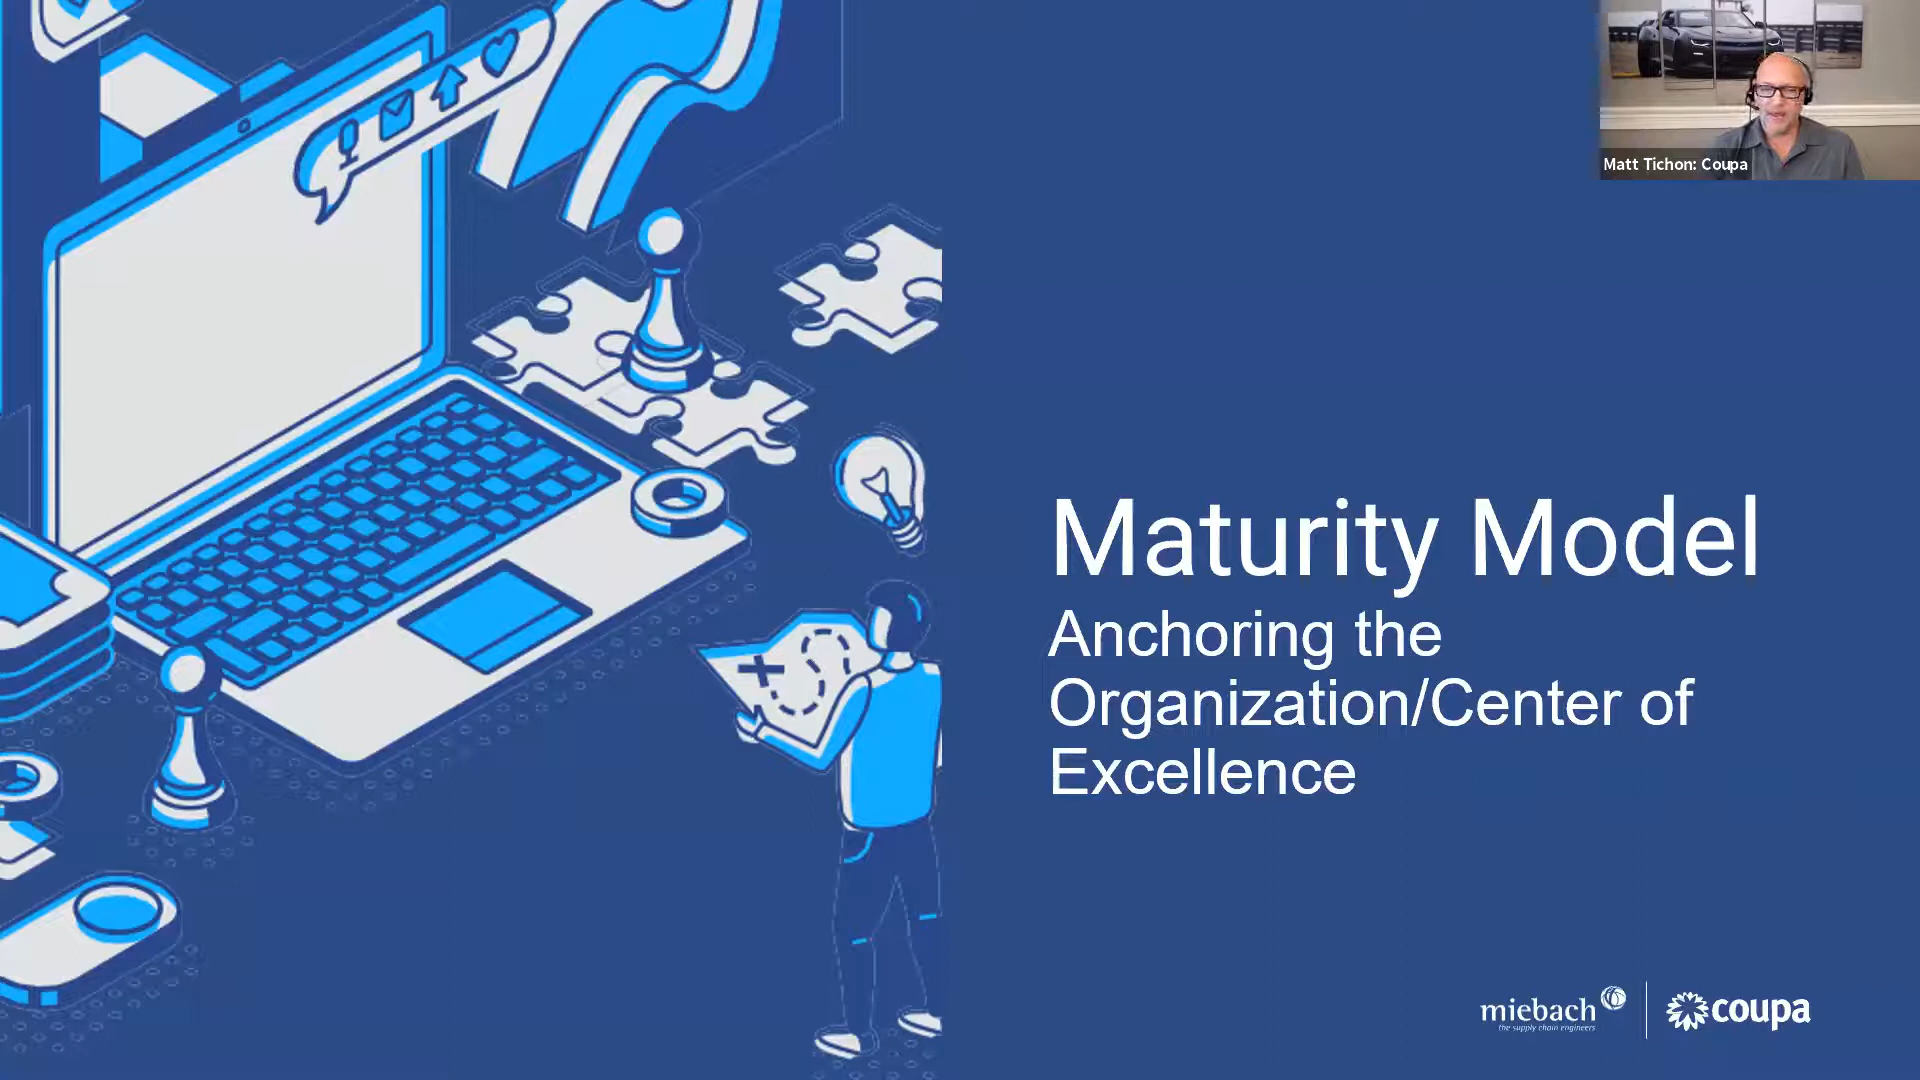 Matt Tichon: Coupa
Maturity Model
Anchoring the
Organization/Center of
Excellence
miebach
the supply chain engineers
coupa